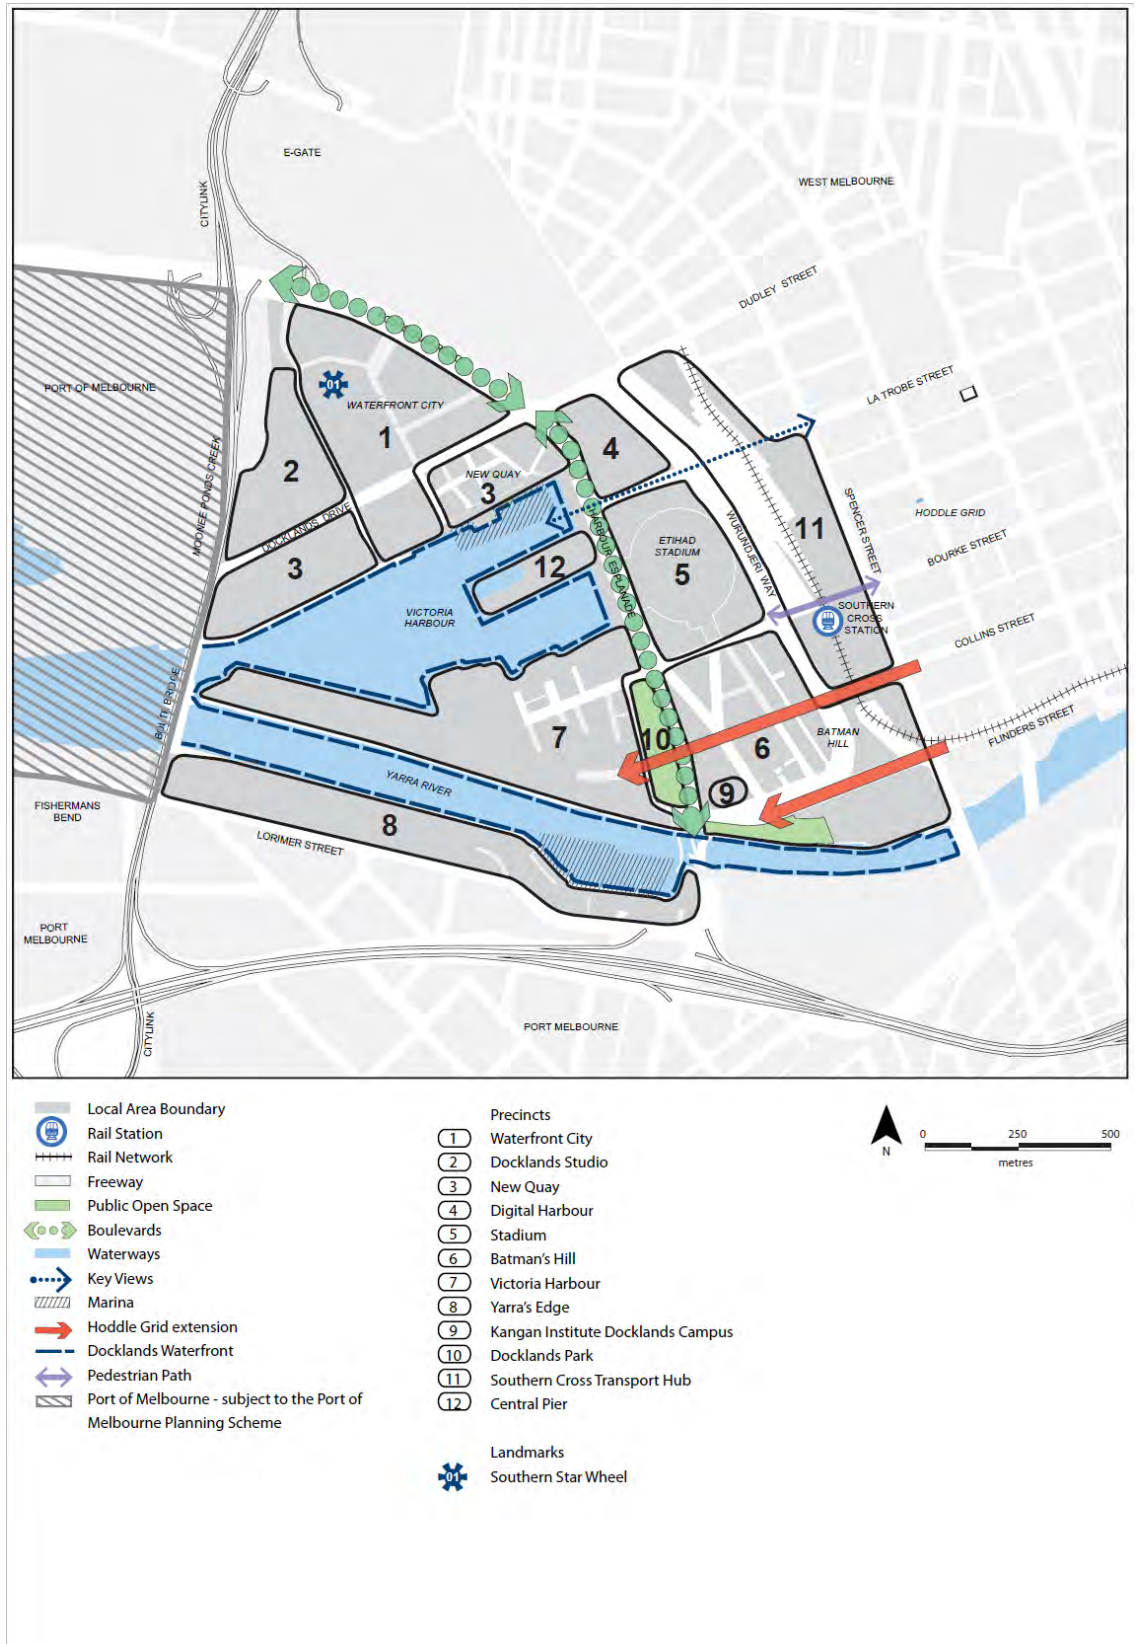 E-GATE
WEST MELBOURNE
CITYLINK
DUDLEY STREET
PORT OF MELBOURNE
01
WATERFRONT CITY
LA TROBE STREET
1
2
NEW QUAY
3
4
MOONEE PONDS CREEK
DOCKLANDS DRIVE
HARBOUR ESPLANADE
ETIHAD
STADIUM
5
WURUNDJERI WAY
11
SPENCER STREET
HODDLE GRID
BOURKE STREET
3
12
VICTORIA
HARBOUR
SOUTHERN
CROSS
STATION
COLLINS STREET
BOLTE BRIDGE
7
10
6
BATMAN
HILL
FLINDERS STREET
9
YARRA RIVER
FISHERMANS
BEND
8
LORIMER STREET
PORT
MELBOURNE
CITYLINK
PORT MELBOURNE
Local Area Boundary
Rail Station
Rail Network
Freeway
Public Open Space
Boulevards
Waterways
Key Views
Marina
Hoddle Grid extension
Docklands Waterfront
Pedestrian Path
Port of Melbourne - subject to the Port of
Melbourne Planning Scheme
Precincts
1 Waterfront City
2 Docklands Studio
3 New Quay
4 Digital Harbour
5 Stadium
6 Batman's Hill
7 Victoria Harbour
8 Yarra's Edge
9 Kangan Institute Docklands Campus
10 Docklands Park
11 Southern Cross Transport Hub
12 Central Pier
Landmarks
01 Southern Star Wheel
N
0 250 500
metres